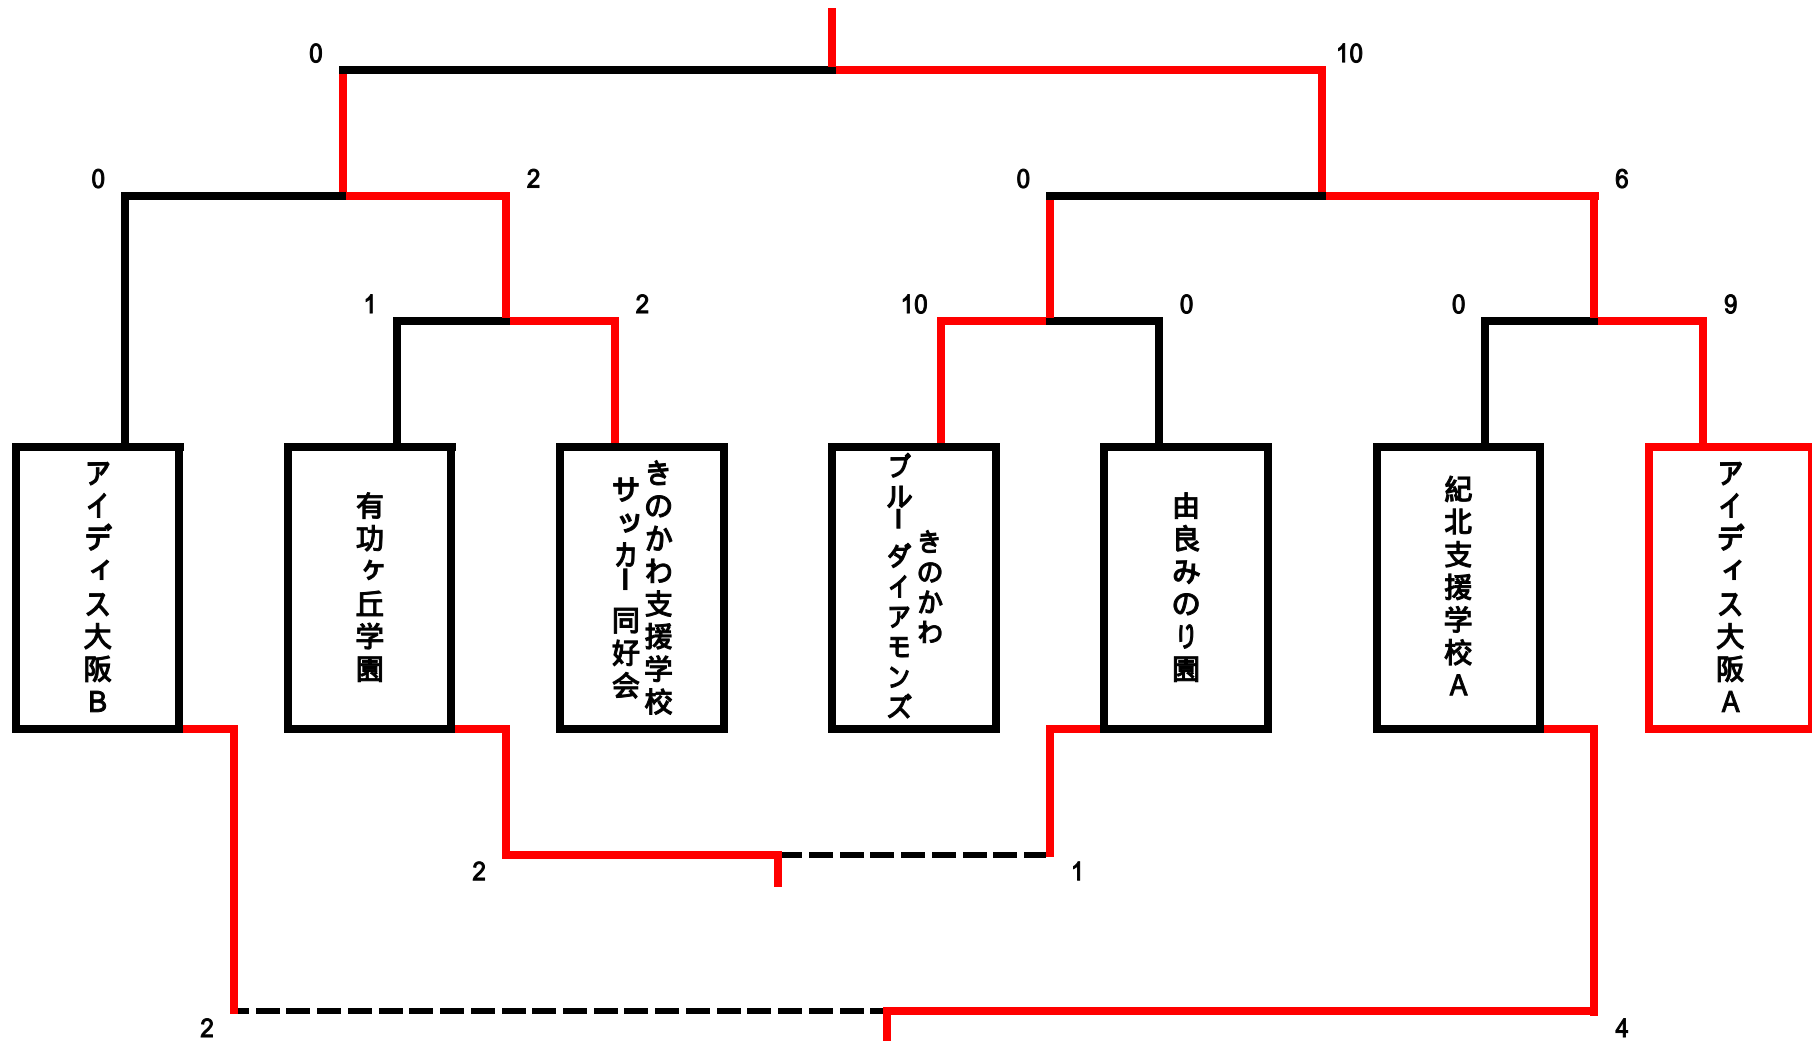 0
10
0
2
0
6
1
2
10
0
0
9
アイディス大阪B
有功ヶ丘学園
きのかわ支援学校
サッカー同好会
きのかわ
ブルーダイアモンズ
由良みのり園
紀北支援学校A
アイディス大阪A
2
1
2
4